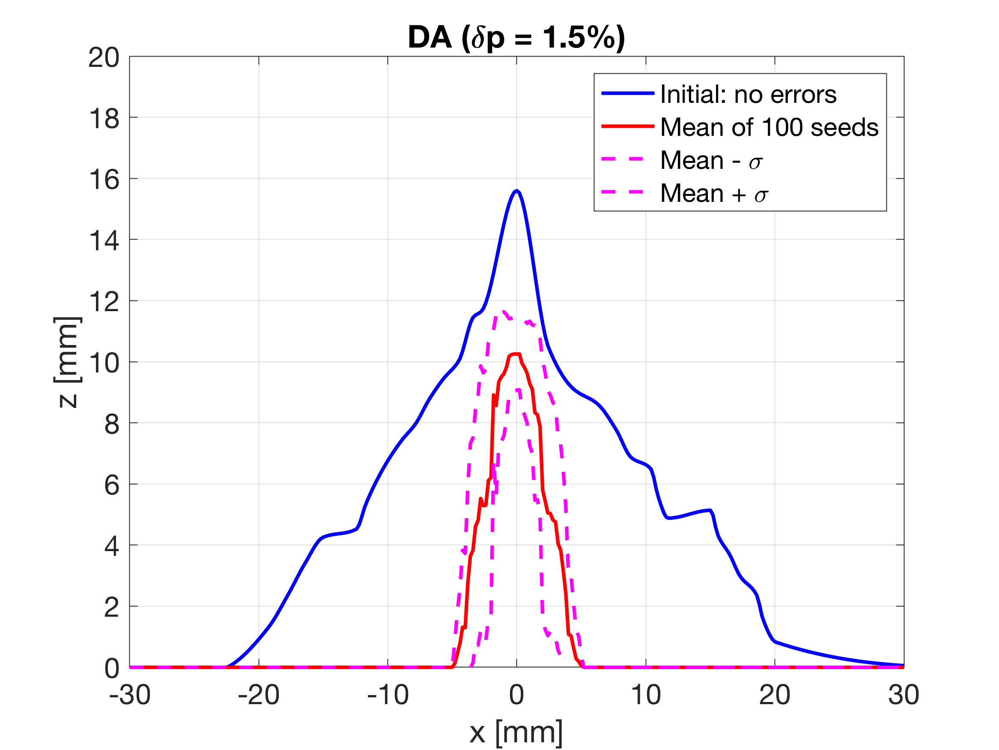 DA (δp = 1.5%)
Initial: no errors
Mean of 100 seeds
Mean - σ
Mean + σ
20
18
16
14
12
10
8
6
4
2
0
z [mm]
-30 -20 -10 0 10 20 30
x [mm]